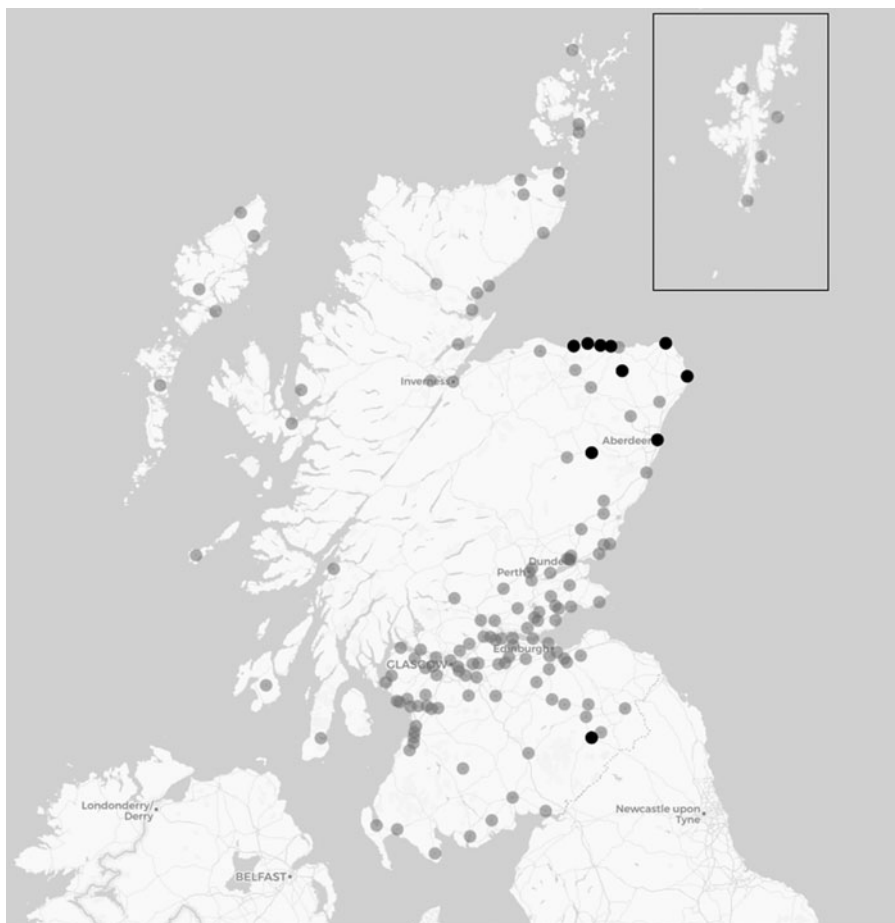 Inverness
Aberdeen
Dundee
Perth
Edinburgh
GLASGOW
Londonderry/
Derry
Newcastle upon
Tyne
BELFAST